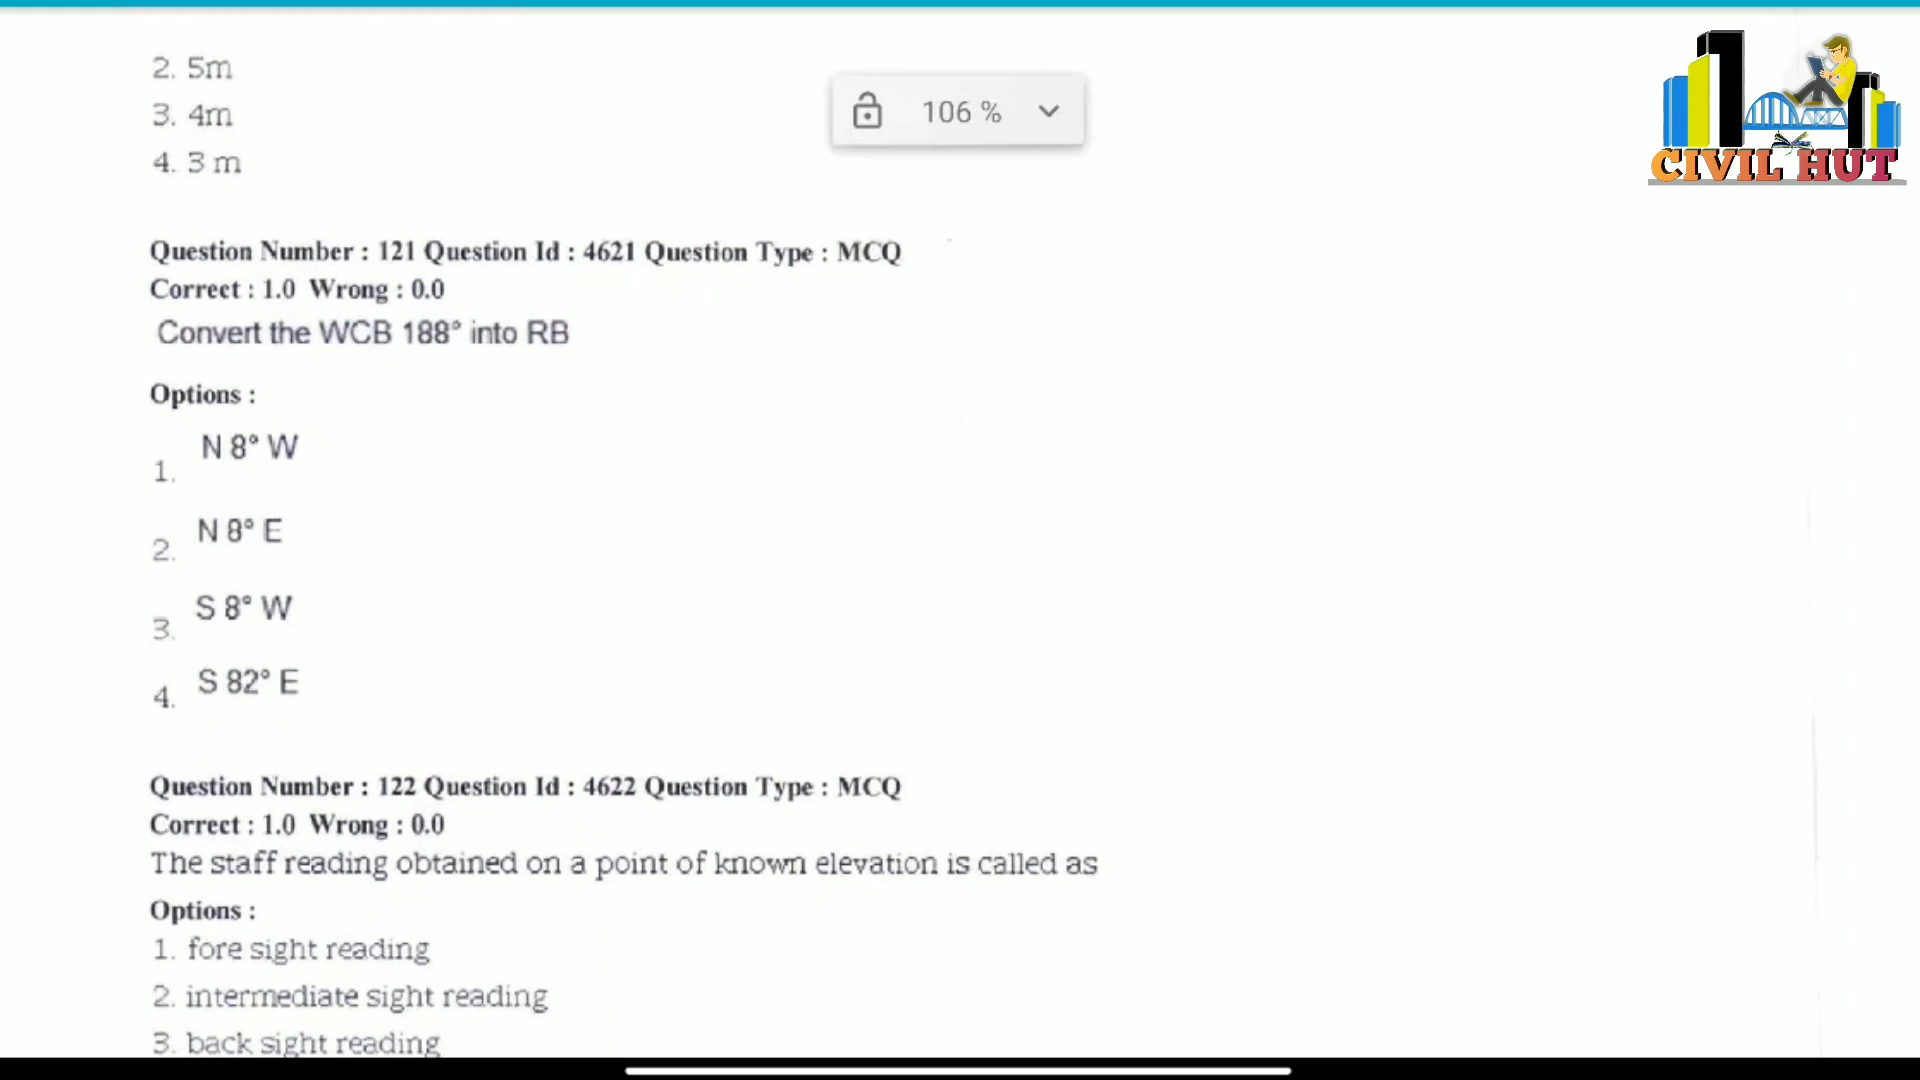 2. 5m
3. 4m
4. 3 m
106 %
CIVIL HUT
Question Number : 121 Question Id : 4621 Question Type : MCQ
Correct : 1.0 Wrong : 0.0
Convert the WCB 188° into RB
Options :
1. N 8° W
2. N 8° E
3. S 8° W
4. S 82° E
Question Number : 122 Question Id : 4622 Question Type : MCQ
Correct : 1.0 Wrong : 0.0
The staff reading obtained on a point of known elevation is called as
Options :
1. fore sight reading
2. intermediate sight reading
3. back sight reading